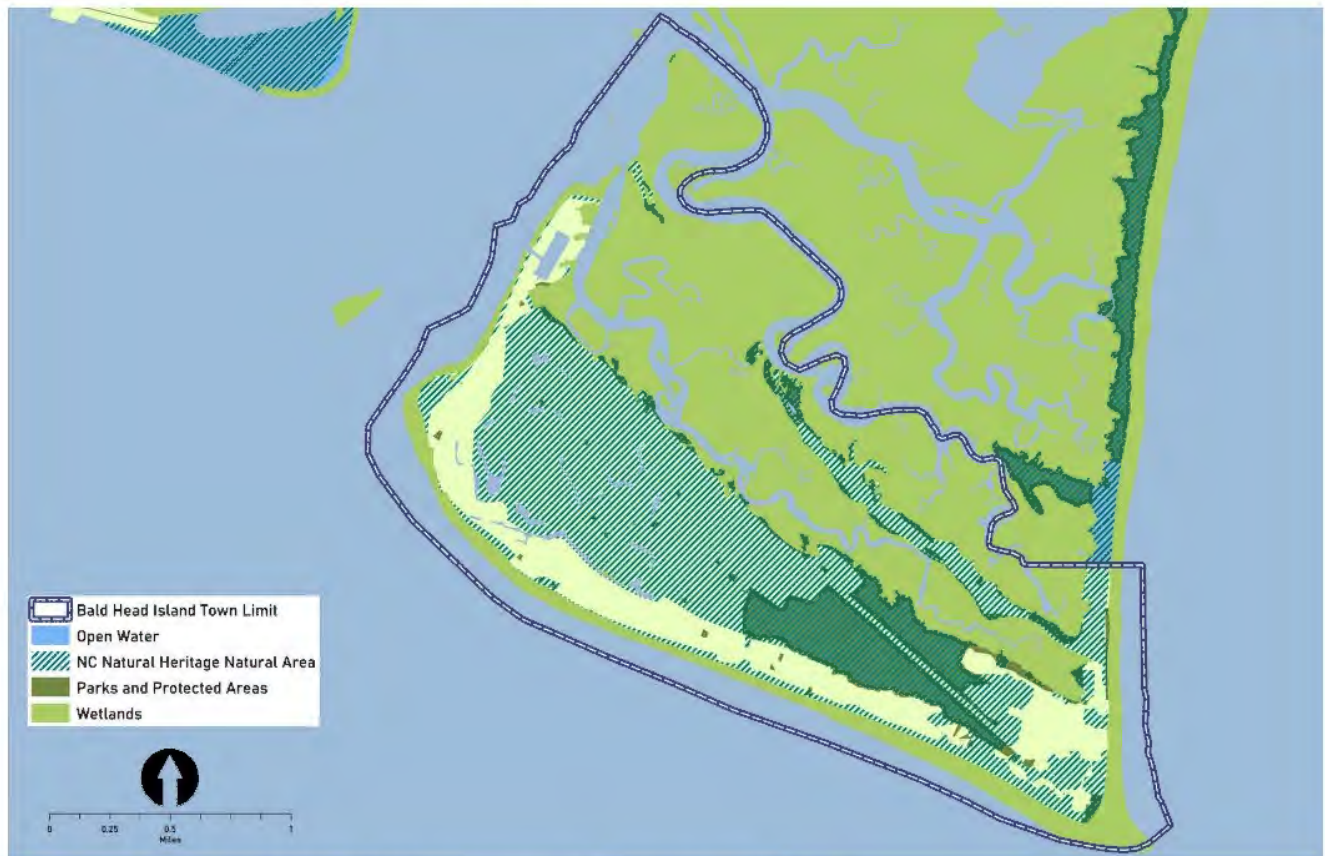 Bald Head Island Town Limit
Open Water
NC Natural Heritage Natural Area
Parks and Protected Areas
Wetlands
0 0.25 0.5 1
Miles